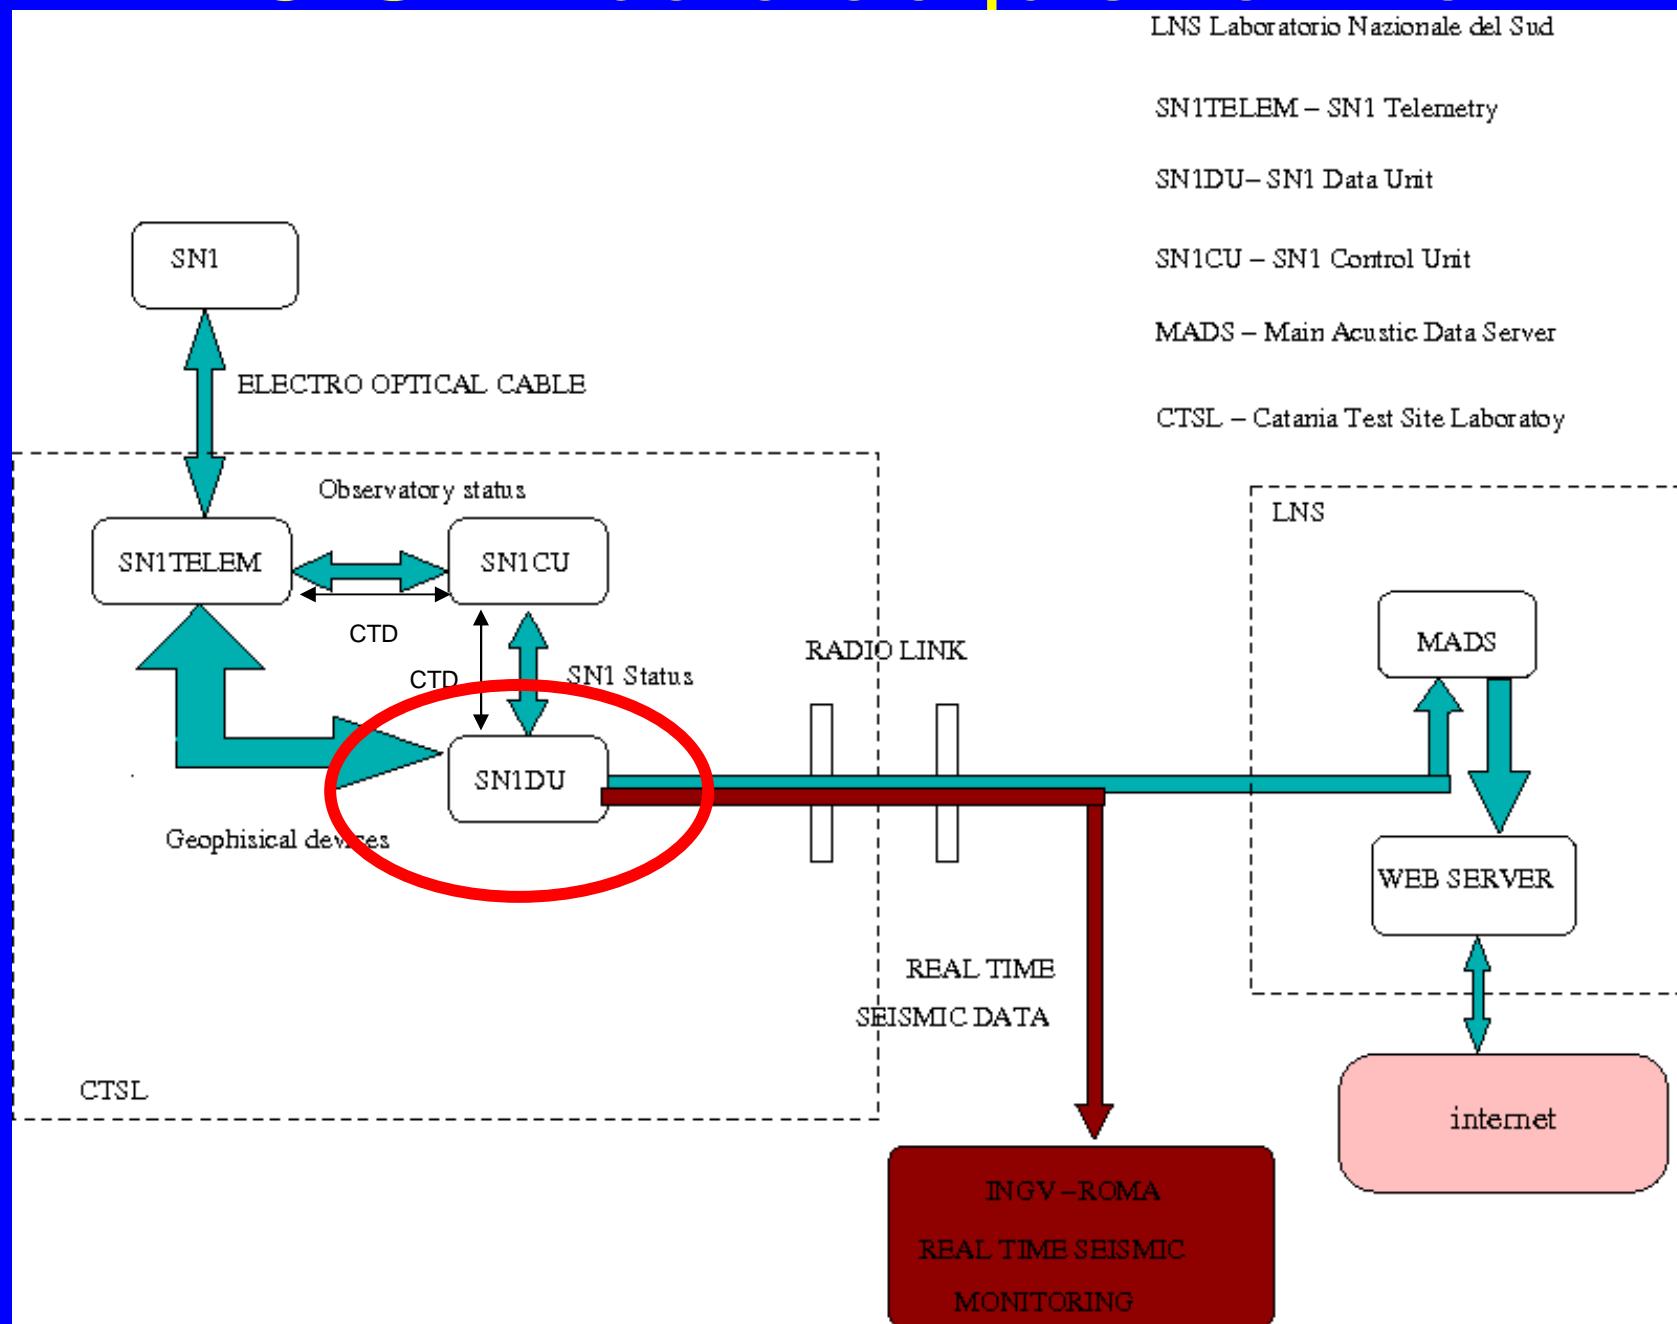 LNS Laboratorio Nazionale del Sud
SN1TELEM – SN1 Telemetry
SN1DU– SN1 Data Unit
SN1CU – SN1 Control Unit
MADS – Main Acustic Data Server
CTSL – Catania Test Site Laboratoy
SN1
ELECTRO OPTICAL CABLE
Observatory status
SN1TELEM
SN1CU
CTD
CTD
SN1 Status
SN1DU
Geophisical devices
CTSL
RADIO LINK
REAL TIME
SEISMIC DATA
LNS
MADS
WEB SERVER
internet
INGV –ROMA
REAL TIME SEISMIC
MONITORING